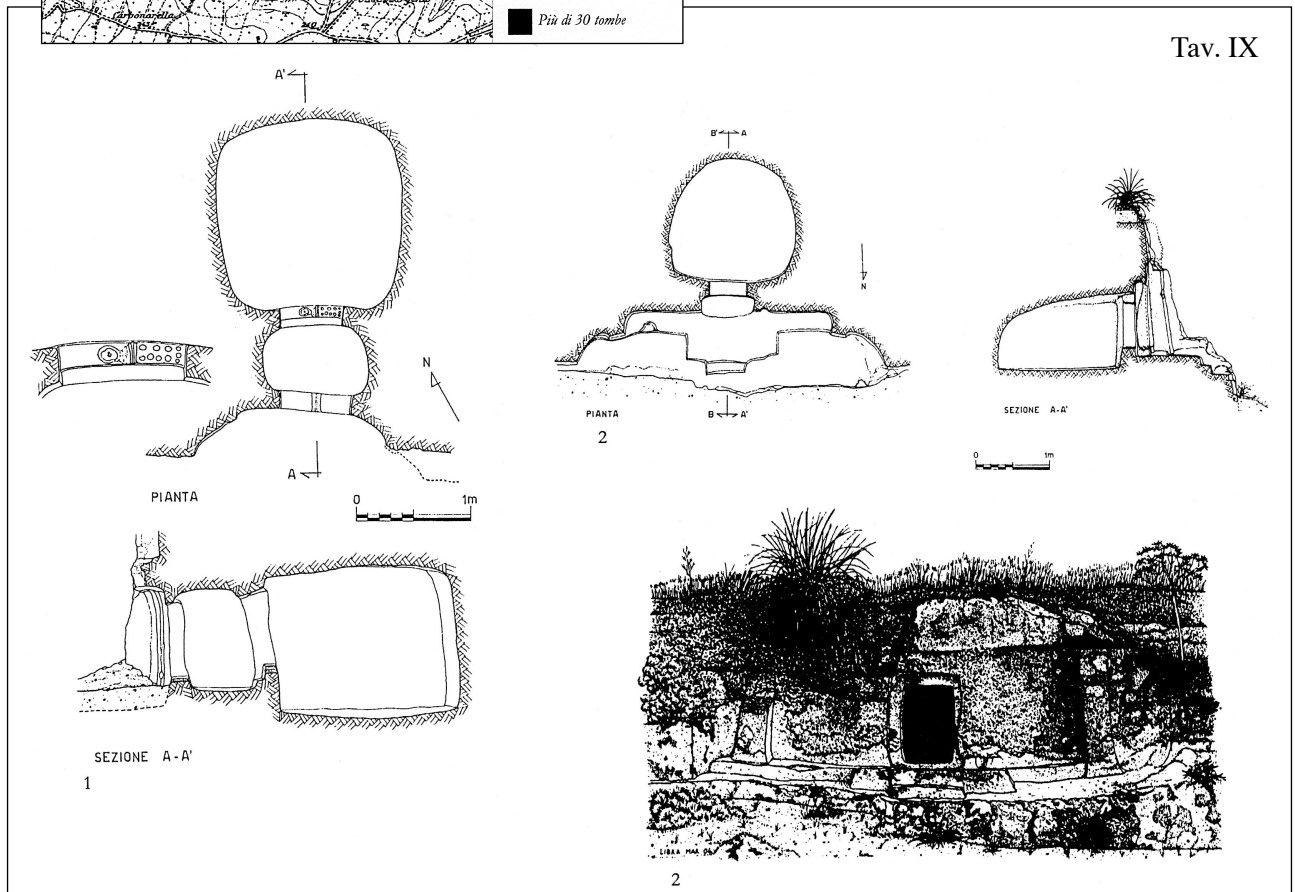 Carbonarella
Più di 30 tombe
Tav. IX
A'
N
A
PIANTA
0 1m
SEZIONE A-A'
1
B' A
N
PIANTA
B A'
2
SEZIONE A-A'
0 1m
2